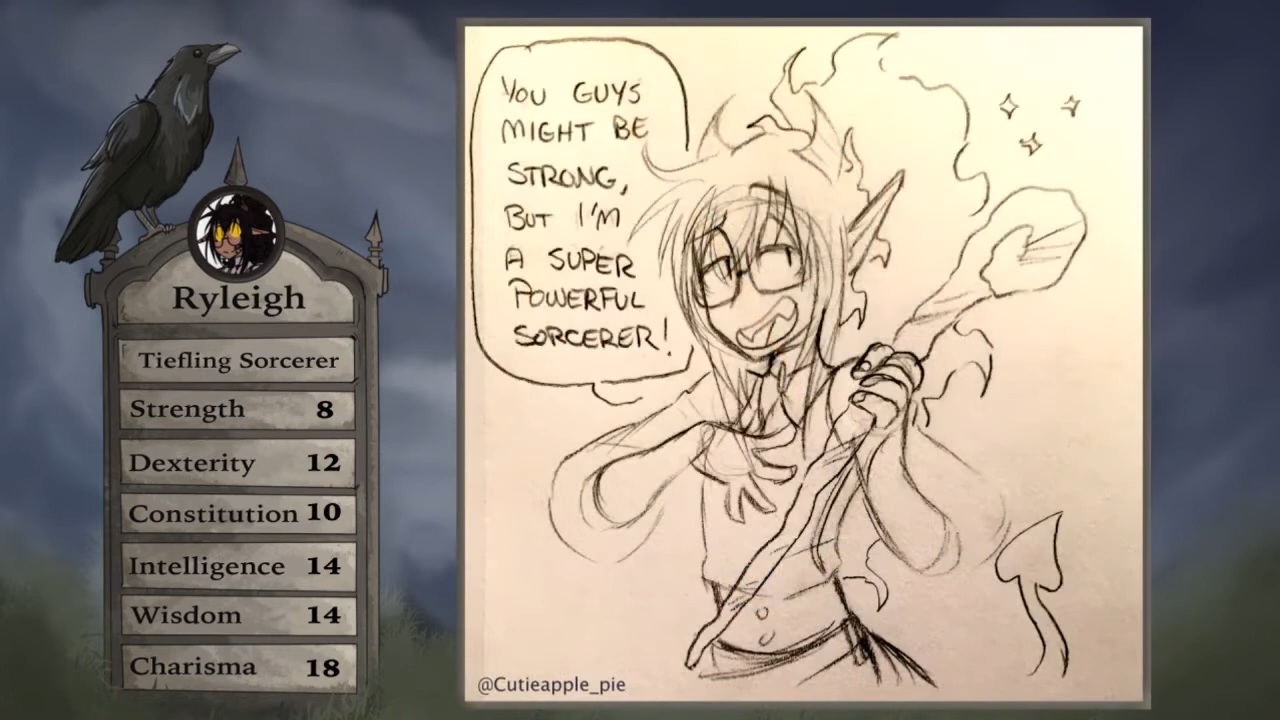 Ryleigh
Tiefling Sorcerer
Strength 8
Dexterity 12
Constitution 10
Intelligence 14
Wisdom 14
Charisma 18
YOU GUYS
MIGHT BE
STRONG,
BUT I'M
A SUPER
POWERFUL
SORCERER!
@Cutieapple_pie